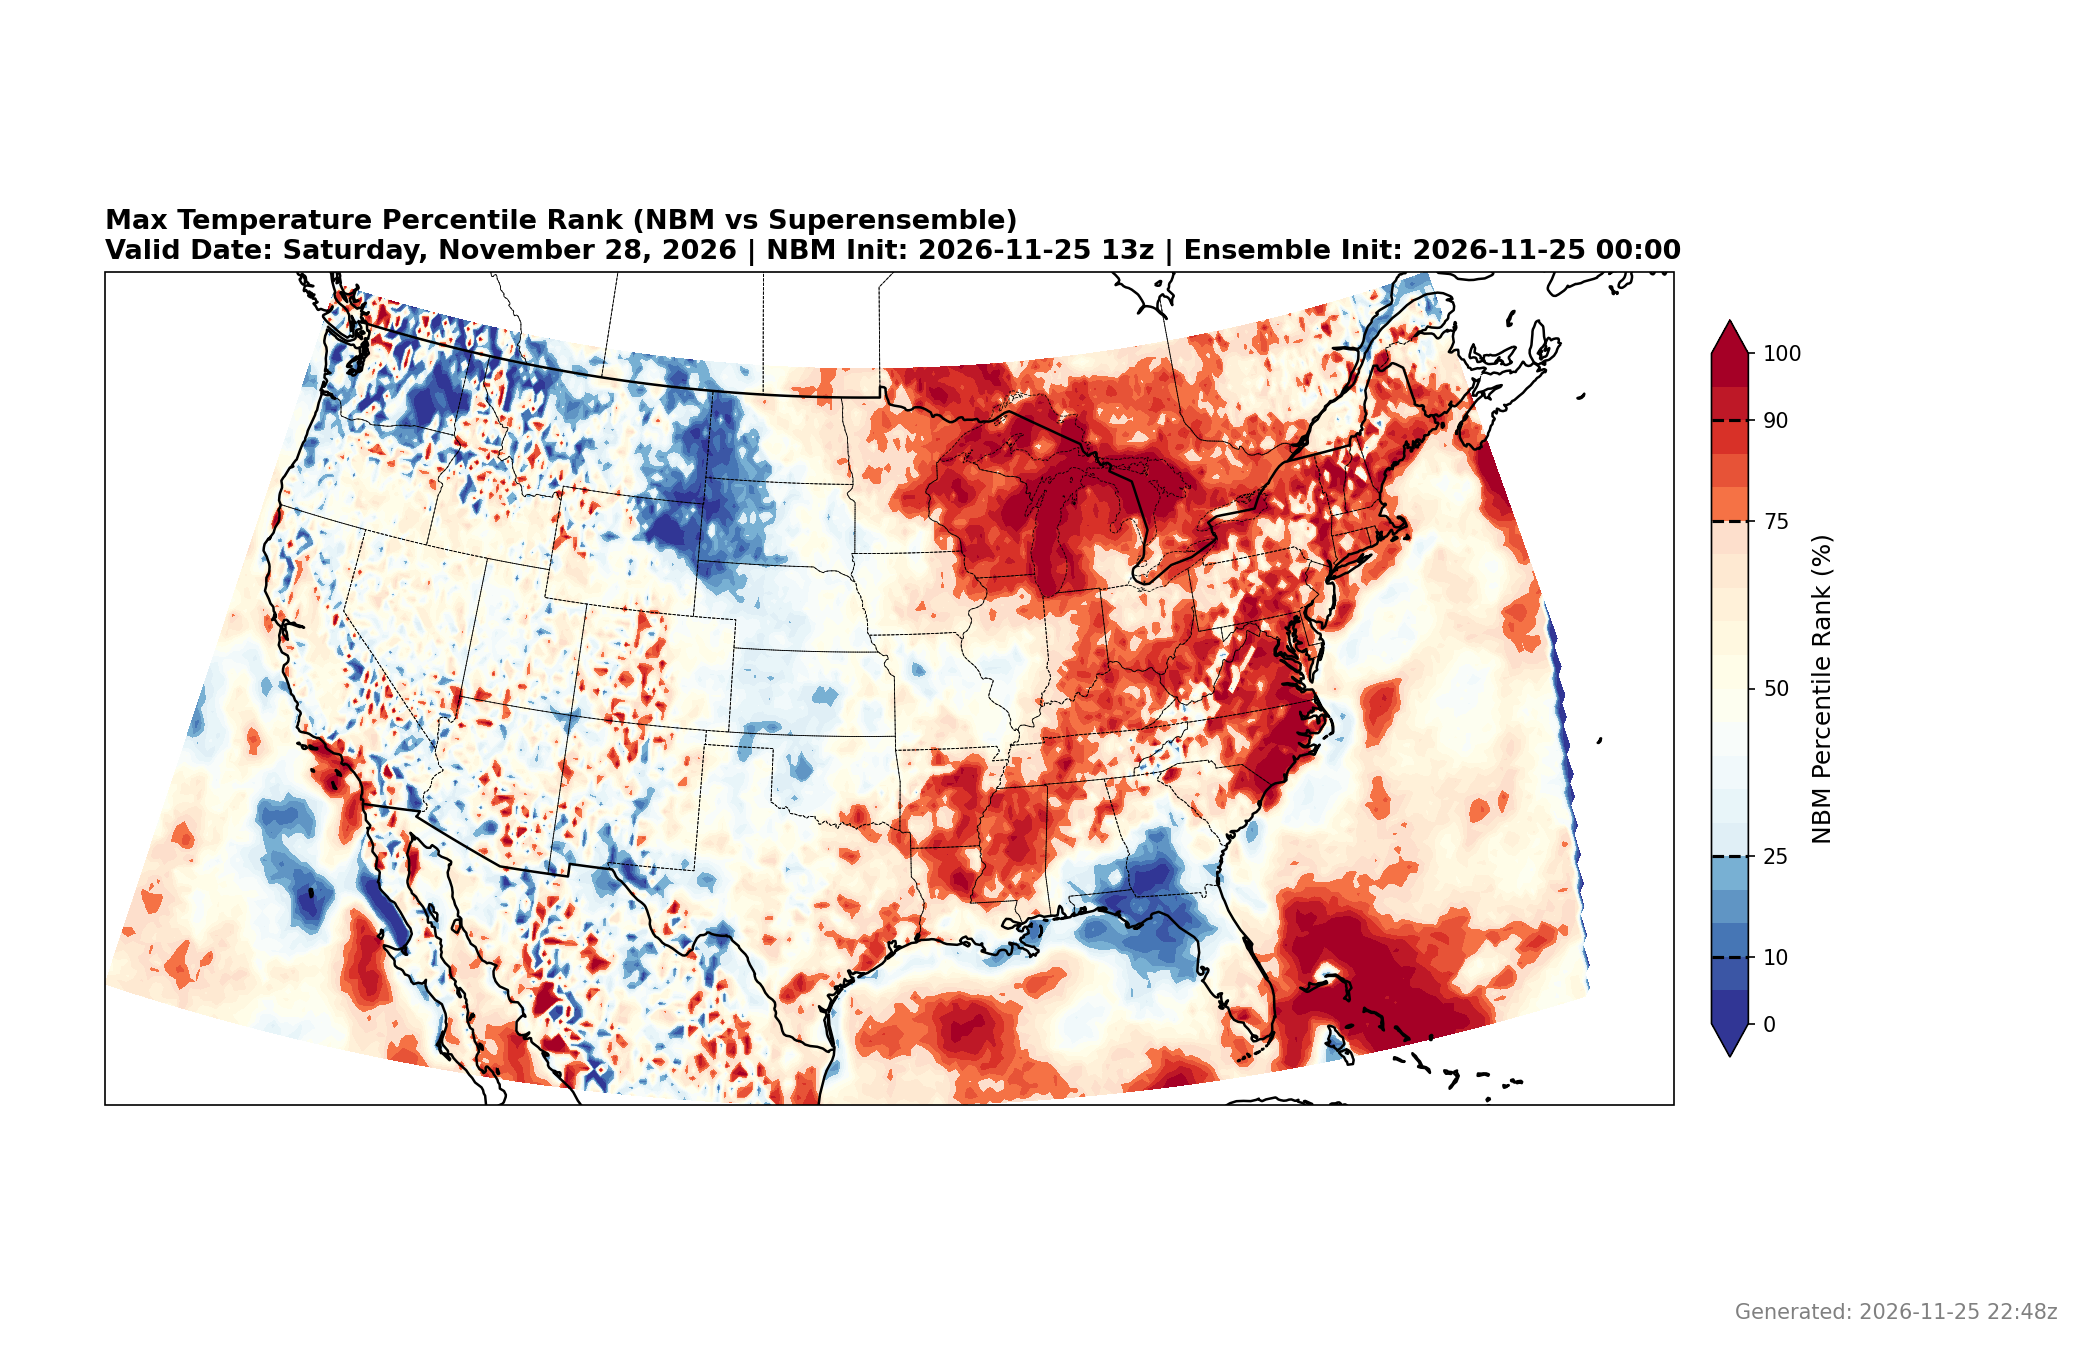 Max Temperature Percentile Rank (NBM vs Superensemble)
Valid Date: Saturday, November 28, 2026 | NBM Init: 2026-11-25 13z | Ensemble Init: 2026-11-25 00:00
100
90
75
50
25
10
0
NBM Percentile Rank (%)
Generated: 2026-11-25 22:48z